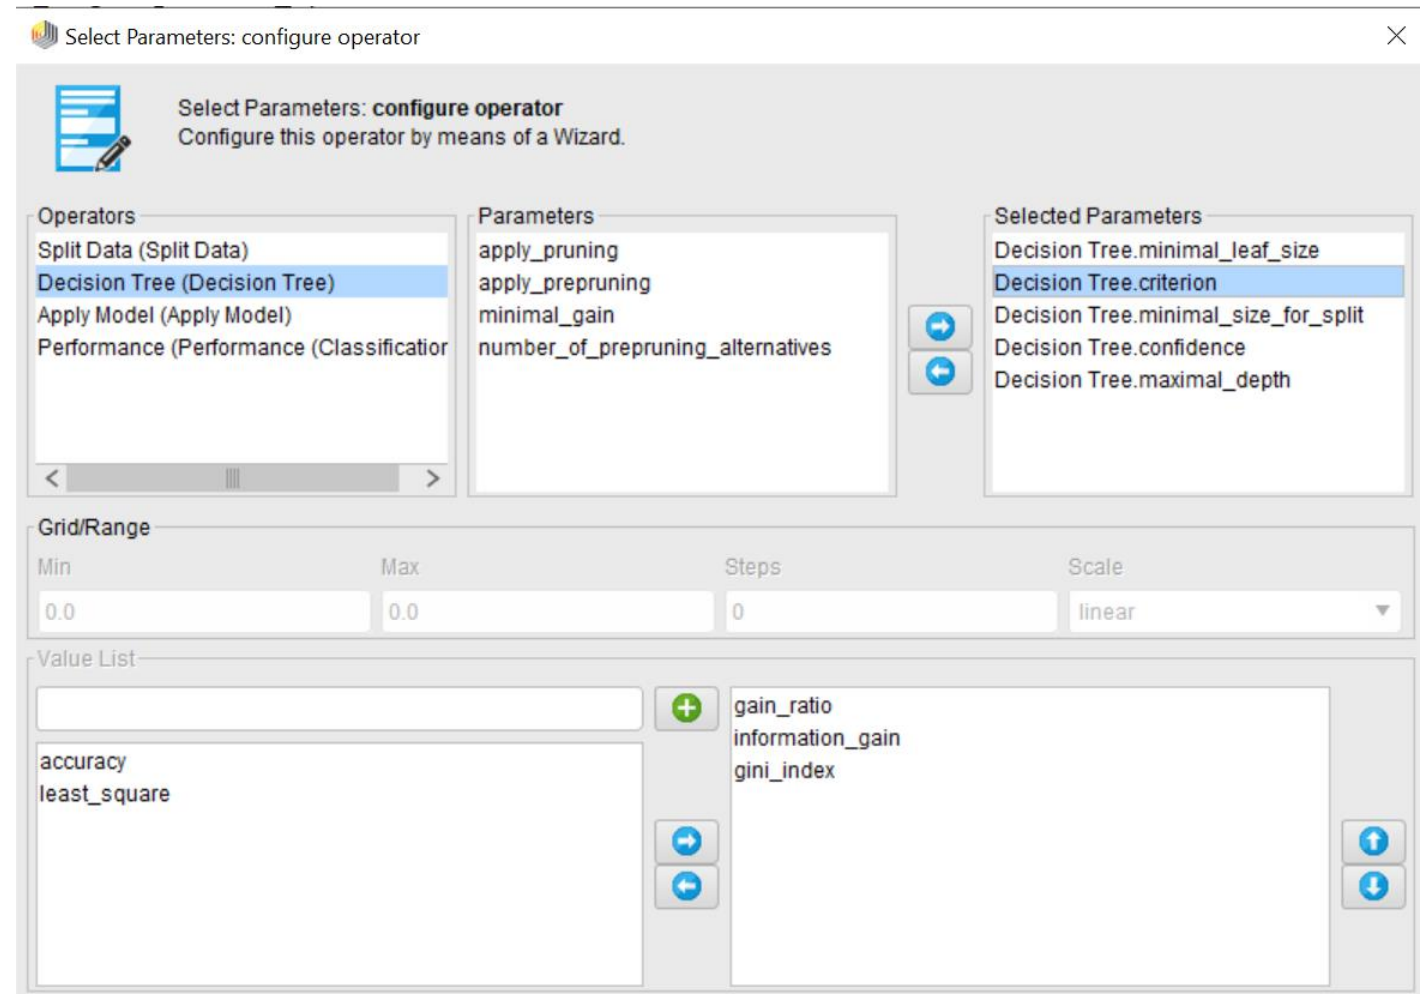 Select Parameters: configure operator
Select Parameters: configure operator
Configure this operator by means of a Wizard.
Operators
Split Data (Split Data)
Decision Tree (Decision Tree)
Apply Model (Apply Model)
Performance (Performance (Classification
Parameters
apply_pruning
apply_prepruning
minimal_gain
number_of_prepruning_alternatives
Selected Parameters
Decision Tree.minimal_leaf_size
Decision Tree.criterion
Decision Tree.minimal_size_for_split
Decision Tree.confidence
Decision Tree.maximal_depth
Grid/Range
Min Max Steps Scale
0.0 0.0 0 linear
Value List
accuracy
least_square
gain_ratio
information_gain
gini_index